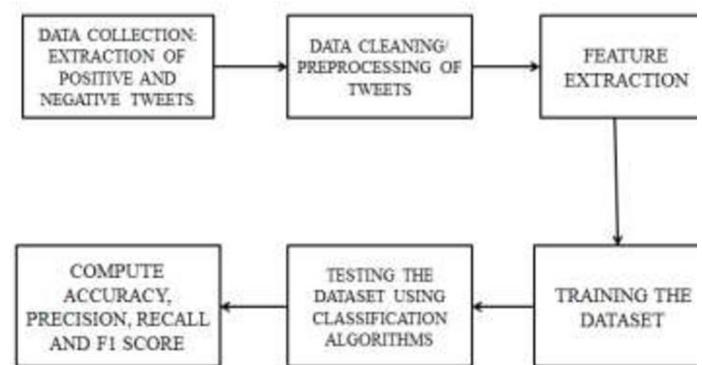 DATA COLLECTION:
EXTRACTION OF
POSITIVE AND
NEGATIVE TWEETS
DATA CLEANING/
PREPROCESSING OF
TWEETS
FEATURE
EXTRACTION
TRAINING THE
DATASET
TESTING THE
DATASET USING
CLASSIFICATION
ALGORITHMS
COMPUTE
ACCURACY,
PRECISION, RECALL
AND F1 SCORE